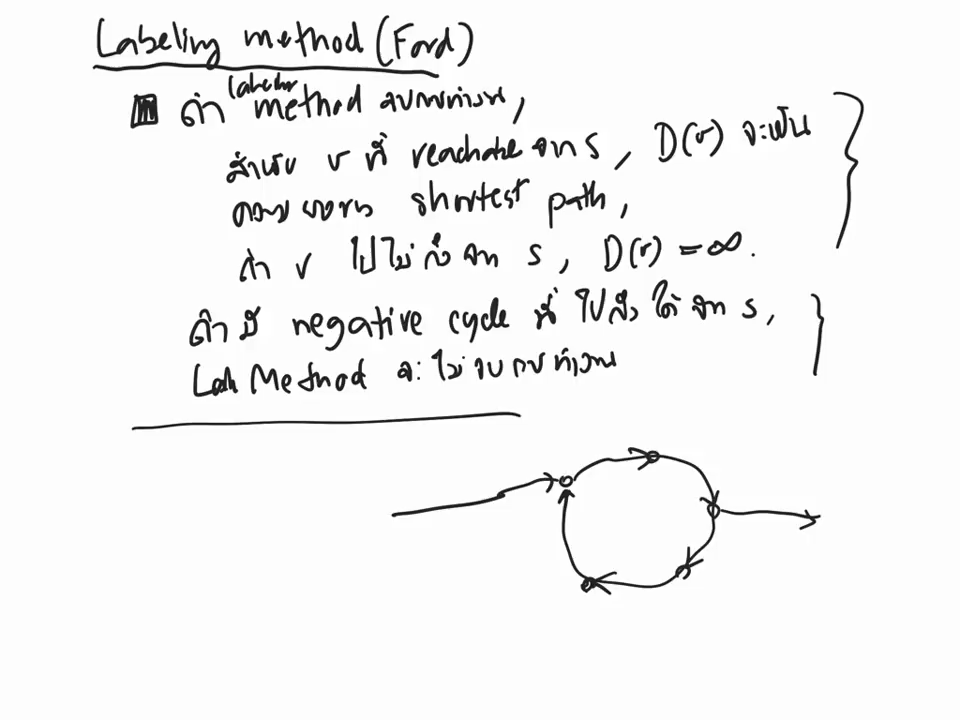 Labeling method (Ford)
ถ้า labeling method จบการทำงาน,
สำหรับ v ที่ reachable จาก s, D(v) จะเป็น
ความยาวของ shortest path,
ถ้า v ไปไม่ถึงจาก s, D(v) = ∞.
ถ้ามี negative cycle ที่ไปถึงได้จาก s,
Method จะไม่จบการทำงาน